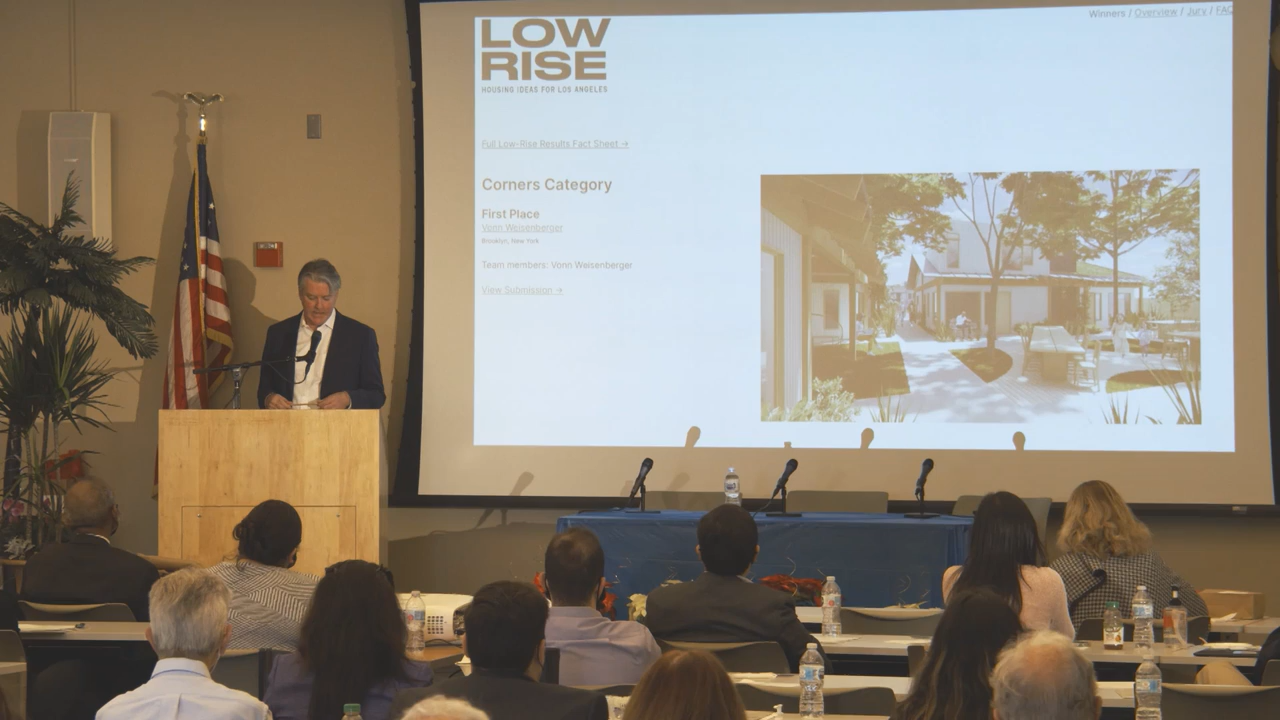 Winners / Overview / Jury / FAQ
LOW
RISE
HOUSING IDEAS FOR LOS ANGELES
Full Low-Rise Results Fact Sheet →
Corners Category
First Place
Vonn Weisenberger
Brooklyn, New York
Team members: Vonn Weisenberger
View Submission →